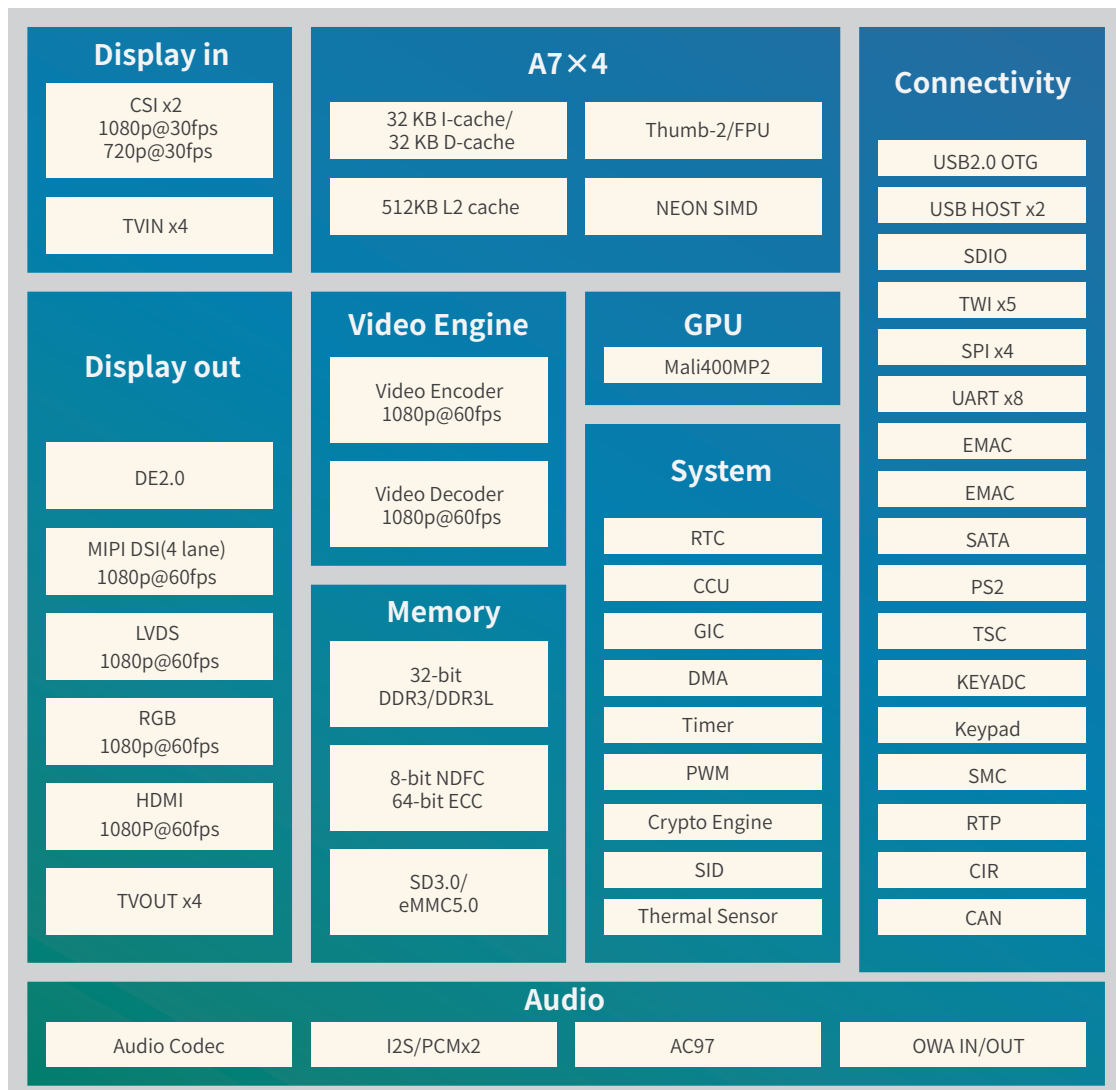 Display in
CSI x2
1080p@30fps
720p@30fps
TVIN x4
A7×4
32 KB I-cache/
32 KB D-cache
Thumb-2/FPU
512KB L2 cache
NEON SIMD
Connectivity
USB2.0 OTG
USB HOST x2
SDIO
TWI x5
SPI x4
UART x8
EMAC
EMAC
SATA
PS2
TSC
KEYADC
Keypad
SMC
RTP
CIR
CAN
Display out
DE2.0
MIPI DSI(4 lane)
1080p@60fps
LVDS
1080p@60fps
RGB
1080p@60fps
HDMI
1080P@60fps
TVOUT x4
Video Engine
Video Encoder
1080p@60fps
Video Decoder
1080p@60fps
GPU
Mali400MP2
Memory
32-bit
DDR3/DDR3L
8-bit NDFC
64-bit ECC
SD3.0/
eMMC5.0
System
RTC
CCU
GIC
DMA
Timer
PWM
Crypto Engine
SID
Thermal Sensor
Audio
Audio Codec
I2S/PCMx2
AC97
OWA IN/OUT